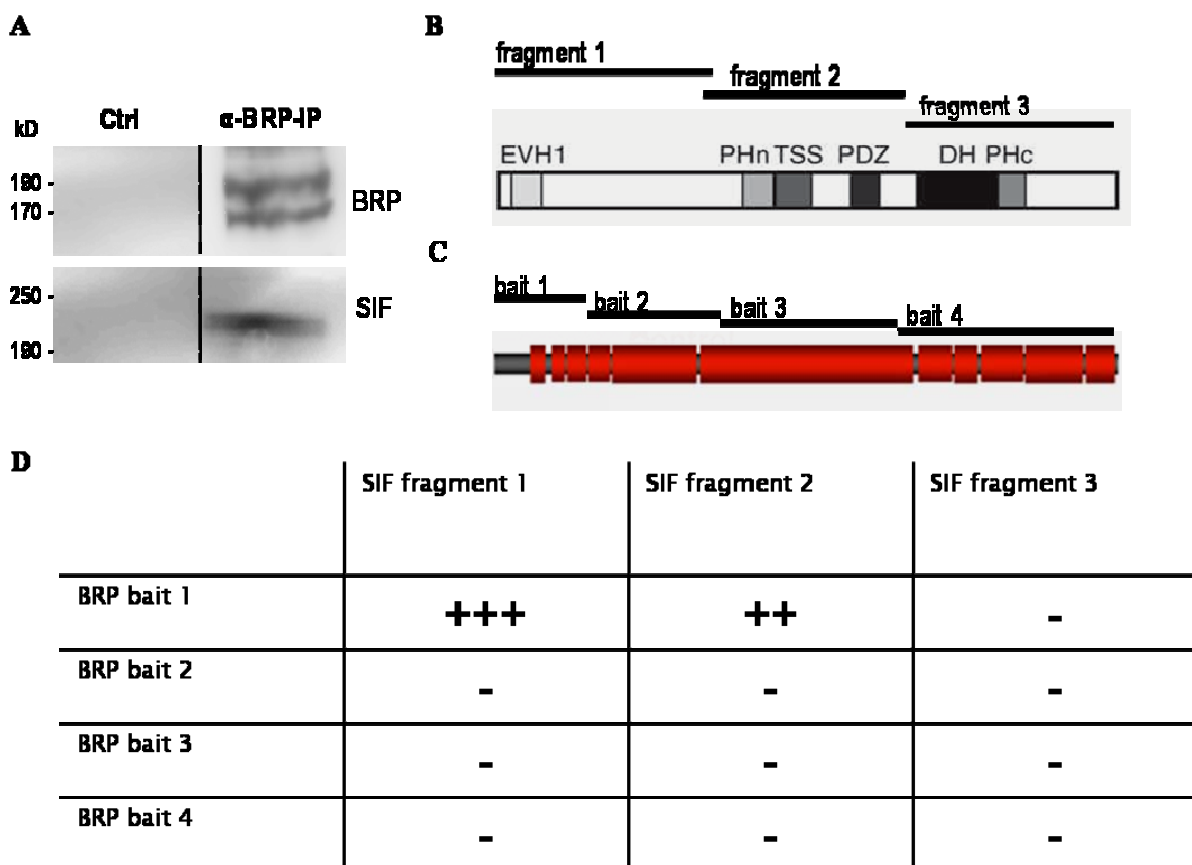 A
kD
Ctrl
α-BRP-IP
190 -
170 -
BRP
250 -
190 -
SIF
B
fragment 1
fragment 2
fragment 3
EVH1
PHn TSS PDZ DH PHc
C
bait 1
bait 2
bait 3
bait 4
D
SIF fragment 1
SIF fragment 2
SIF fragment 3
BRP bait 1
+++
++
-
BRP bait 2
-
-
-
BRP bait 3
-
-
-
BRP bait 4
-
-
-